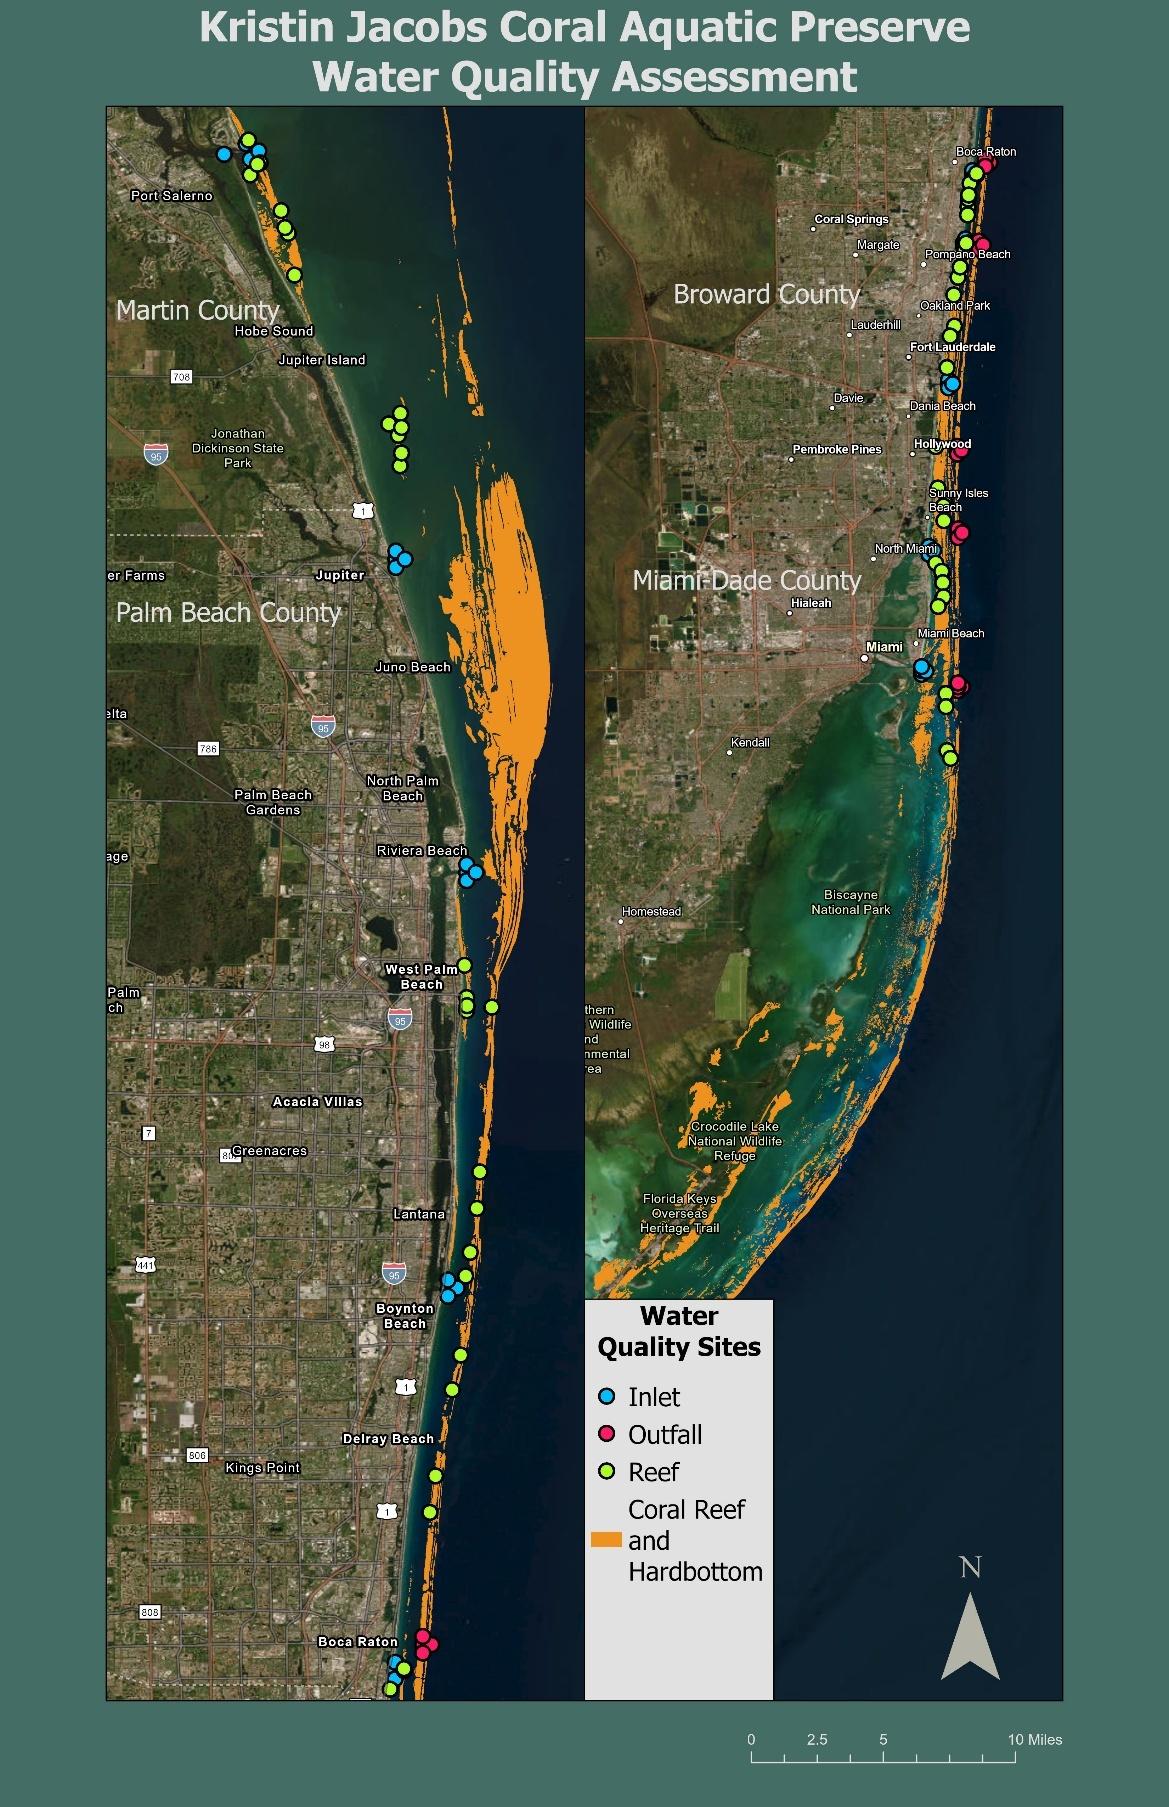 Kristin Jacobs Coral Aquatic Preserve
Water Quality Assessment
Port Salerno
Martin County
Hobe Sound
Jupiter Island
708
Jonathan
Dickinson State
Park
95
1
er Farms
Jupiter
Palm Beach County
Juno Beach
elta
95
786
North Palm
Beach
Palm Beach
Gardens
Riviera Beach
age
West Palm
Beach
Palm
ch
95
98
Acacia Villas
7
Greenacres
Lantana
441
95
Boynton
Beach
1
Delray Beach
806
Kings Point
1
808
Boca Raton
Boca Raton
Coral Springs
Margate
Pompano Beach
Broward County
Oakland Park
Lauderhill
Fort Lauderdale
Davie
Dania Beach
Hollywood
Pembroke Pines
Sunny Isles
Beach
North Miami
Miami-Dade County
Hialeah
Miami Beach
Miami
Kendall
Biscayne
National Park
Homestead
thern
Wildlife
nd
nmental
rea
Crocodile Lake
National Wildlife
Refuge
Florida Keys
Overseas
Heritage Trail
Water
Quality Sites
Inlet
Outfall
Reef
Coral Reef
and
Hardbottom
N
0 2.5 5 10 Miles